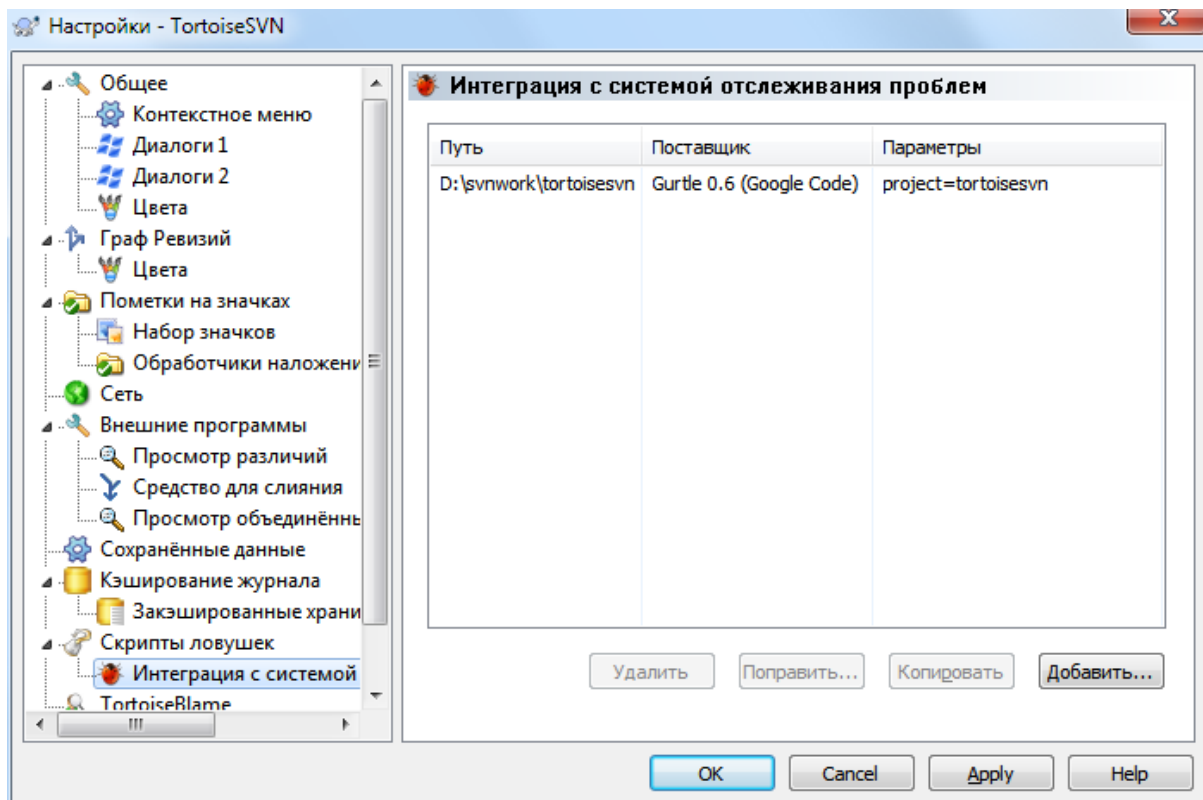 Настройки - TortoiseSVN
Общее
Контекстное меню
Диалоги 1
Диалоги 2
Цвета
Граф Ревизий
Цвета
Пометки на значках
Набор значков
Обработчики наложени
Сеть
Внешние программы
Просмотр различий
Средство для слияния
Просмотр объединённь
Сохранённые данные
Кэширование журнала
Закэшированные храни
Скрипты ловушек
Интеграция с системой
TortoiseBlame
Интеграция с системой отслеживания проблем
Путь Поставщик Параметры
D:\svnwork\tortoisesvn Gurtle 0.6 (Google Code) project=tortoisesvn
Удалить Поправить... Копировать Добавить...
OK Cancel Apply Help